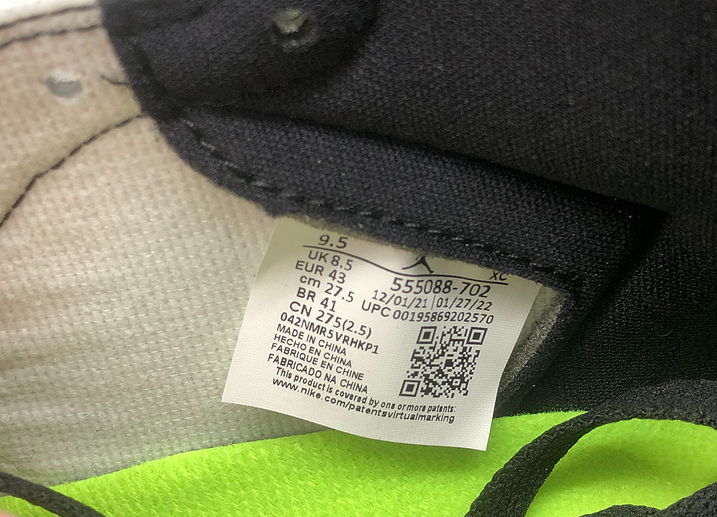 9.5
UK 8.5
EUR 43
cm 27.5
BR 41
CN 275(2.5)
XC
555088-702
12/01/21 01/27/22
UPC 00195869202570
042NMR5VRHKP1
MADE IN CHINA
HECHO EN CHINA
FABRIQUE EN CHINE
FABRICADO NA CHINA
This product is covered by one or more patents:
www.nike.com/patentsvirtualmarking